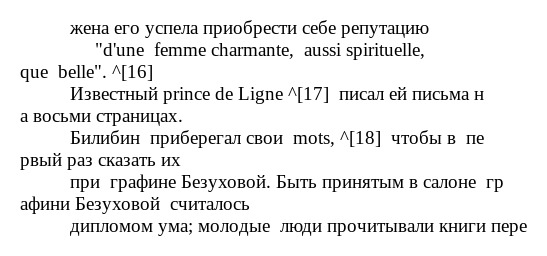 жена его успела приобрести себе репутацию
"d'une  femme charmante,  aussi spirituelle,
que  belle". ^[16]
Известный prince de Ligne ^[17]  писал ей письма н
а восьми страницах.
Билибин  приберегал свои  mots, ^[18]  чтобы в  пе
рвый раз сказать их
при  графине Безуховой. Быть принятым в салоне  гр
афини Безуховой  считалось
дипломом ума; молодые  люди прочитывали книги пере